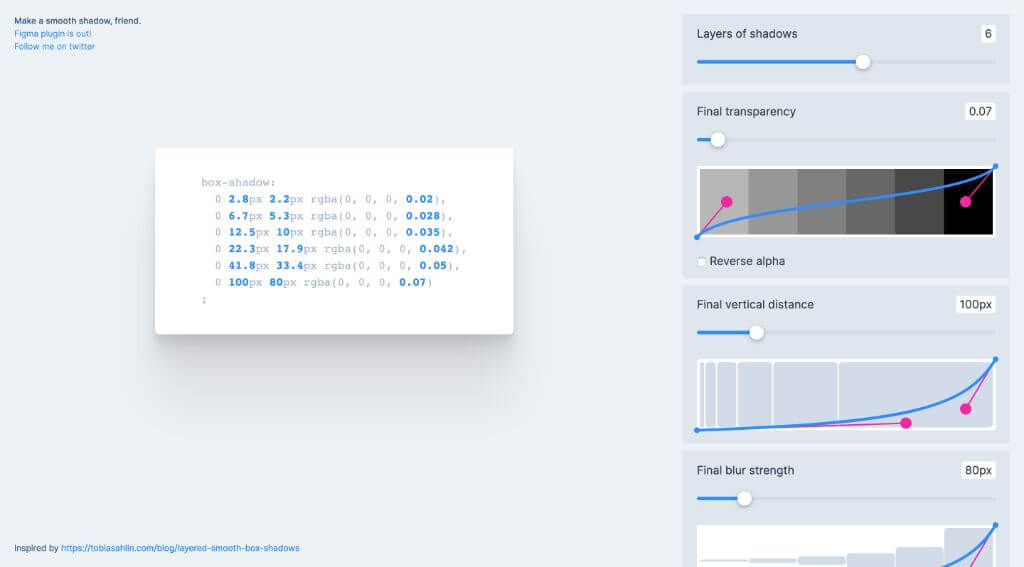 Make a smooth shadow, friend.
Figma plugin is out!
Follow me on twitter
box-shadow:
0 2.8px 2.2px rgba(0, 0, 0, 0.02),
0 6.7px 5.3px rgba(0, 0, 0, 0.028),
0 12.5px 10px rgba(0, 0, 0, 0.035),
0 22.3px 17.9px rgba(0, 0, 0, 0.042),
0 41.8px 33.4px rgba(0, 0, 0, 0.05),
0 100px 80px rgba(0, 0, 0, 0.07)
;
Inspired by https://tobiasahlin.com/blog/layered-smooth-box-shadows
Layers of shadows 6
Final transparency 0.07
Reverse alpha
Final vertical distance 100px
Final blur strength 80px